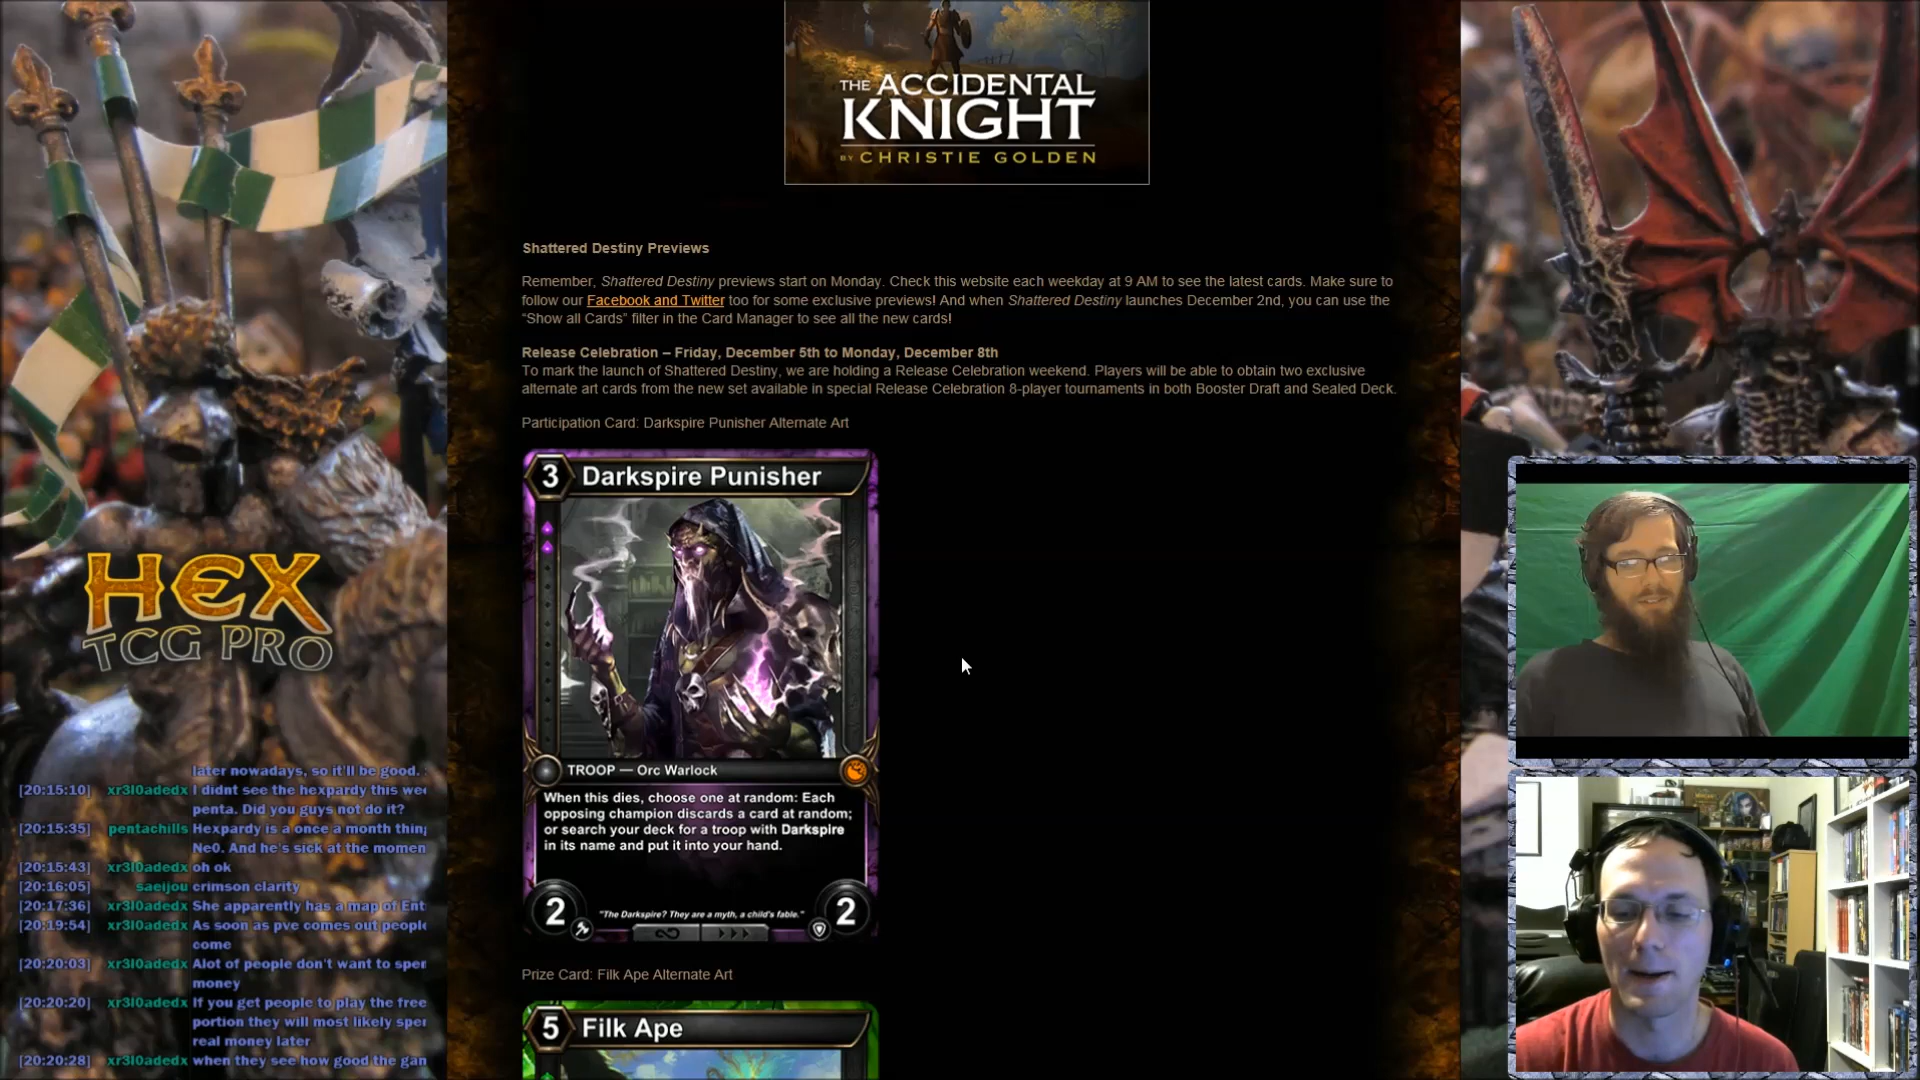 THE ACCIDENTAL
KNIGHT
BY CHRISTIE GOLDEN
Shattered Destiny Previews
Remember, Shattered Destiny previews start on Monday. Check this website each weekday at 9 AM to see the latest cards. Make sure to
follow our Facebook and Twitter too for some exclusive previews! And when Shattered Destiny launches December 2nd, you can use the
“Show all Cards” filter in the Card Manager to see all the new cards!
Release Celebration – Friday, December 5th to Monday, December 8th
To mark the launch of Shattered Destiny, we are holding a Release Celebration weekend. Players will be able to obtain two exclusive
alternate art cards from the new set available in special Release Celebration 8-player tournaments in both Booster Draft and Sealed Deck.
Participation Card: Darkspire Punisher Alternate Art
3 Darkspire Punisher
TROOP — Orc Warlock
When this dies, choose one at random: Each
opposing champion discards a card at random;
or search your deck for a troop with Darkspire
in its name and put it into your hand.
2 "The Darkspire? They are a myth, a child's fable." 2
Prize Card: Filk Ape Alternate Art
5 Filk Ape
HEX
TCG PRO
later nowadays, so it'll be good.
[20:15:10] xr3l0adedx I didnt see the hexpardy this
penta. Did you guys not do it?
[20:15:35] pentachills Hexpardy is a once a month thin
Ne0. And he's sick at the momen
[20:15:43] xr3l0adedx oh ok
[20:16:05] saeijou crimson clarity
[20:17:36] xr3l0adedx She apparently has a map of Ent
[20:19:54] xr3l0adedx As soon as pve comes out peopl
come
[20:20:03] xr3l0adedx Alot of people don't want to spe
money
[20:20:20] xr3l0adedx If you get people to play the free
portion they will most likely spe
real money later
[20:20:28] xr3l0adedx when they see how good the ga